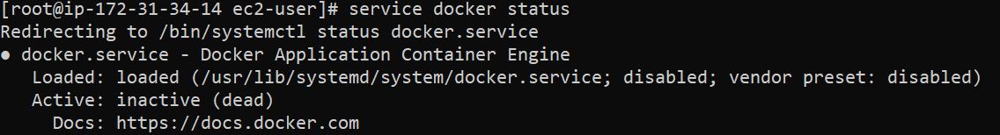 [root@ip-172-31-34-14 ec2-user]# service docker status
Redirecting to /bin/systemctl status docker.service
● docker.service - Docker Application Container Engine
   Loaded: loaded (/usr/lib/systemd/system/docker.service; disabled; vendor preset: disabled)
   Active: inactive (dead)
     Docs: https://docs.docker.com